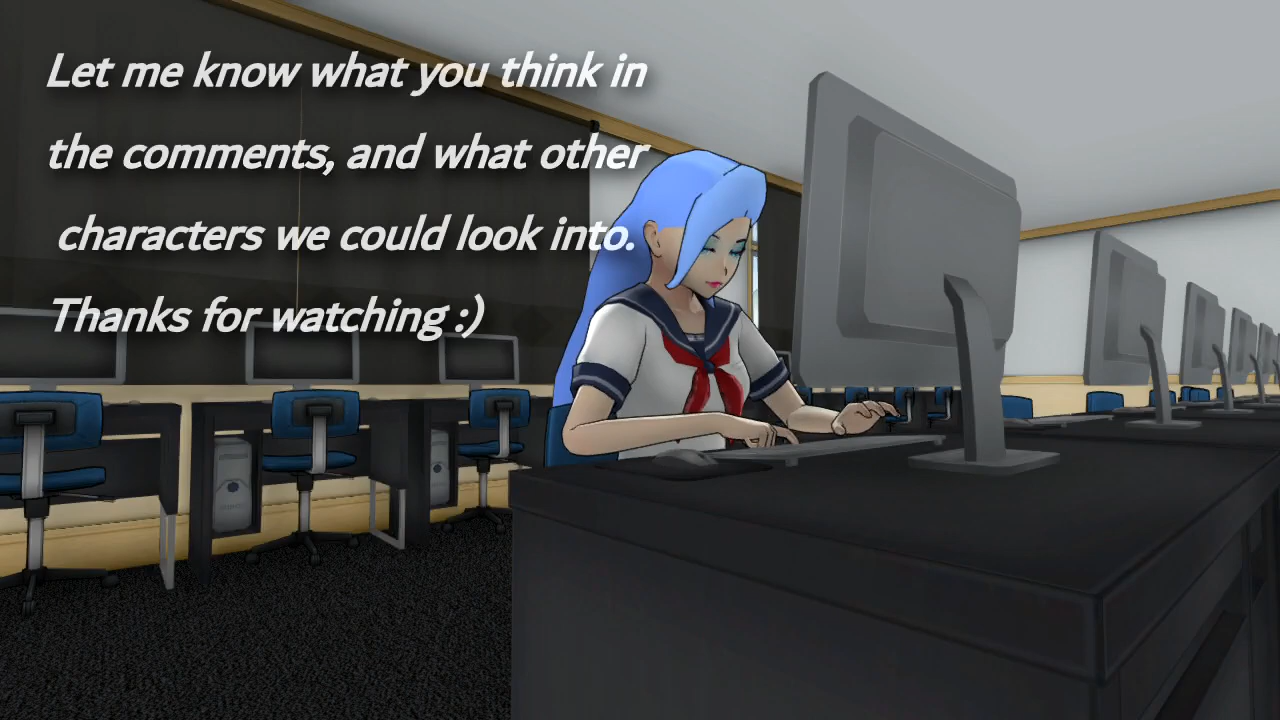 Let me know what you think in
the comments, and what other
characters we could look into.
Thanks for watching :)